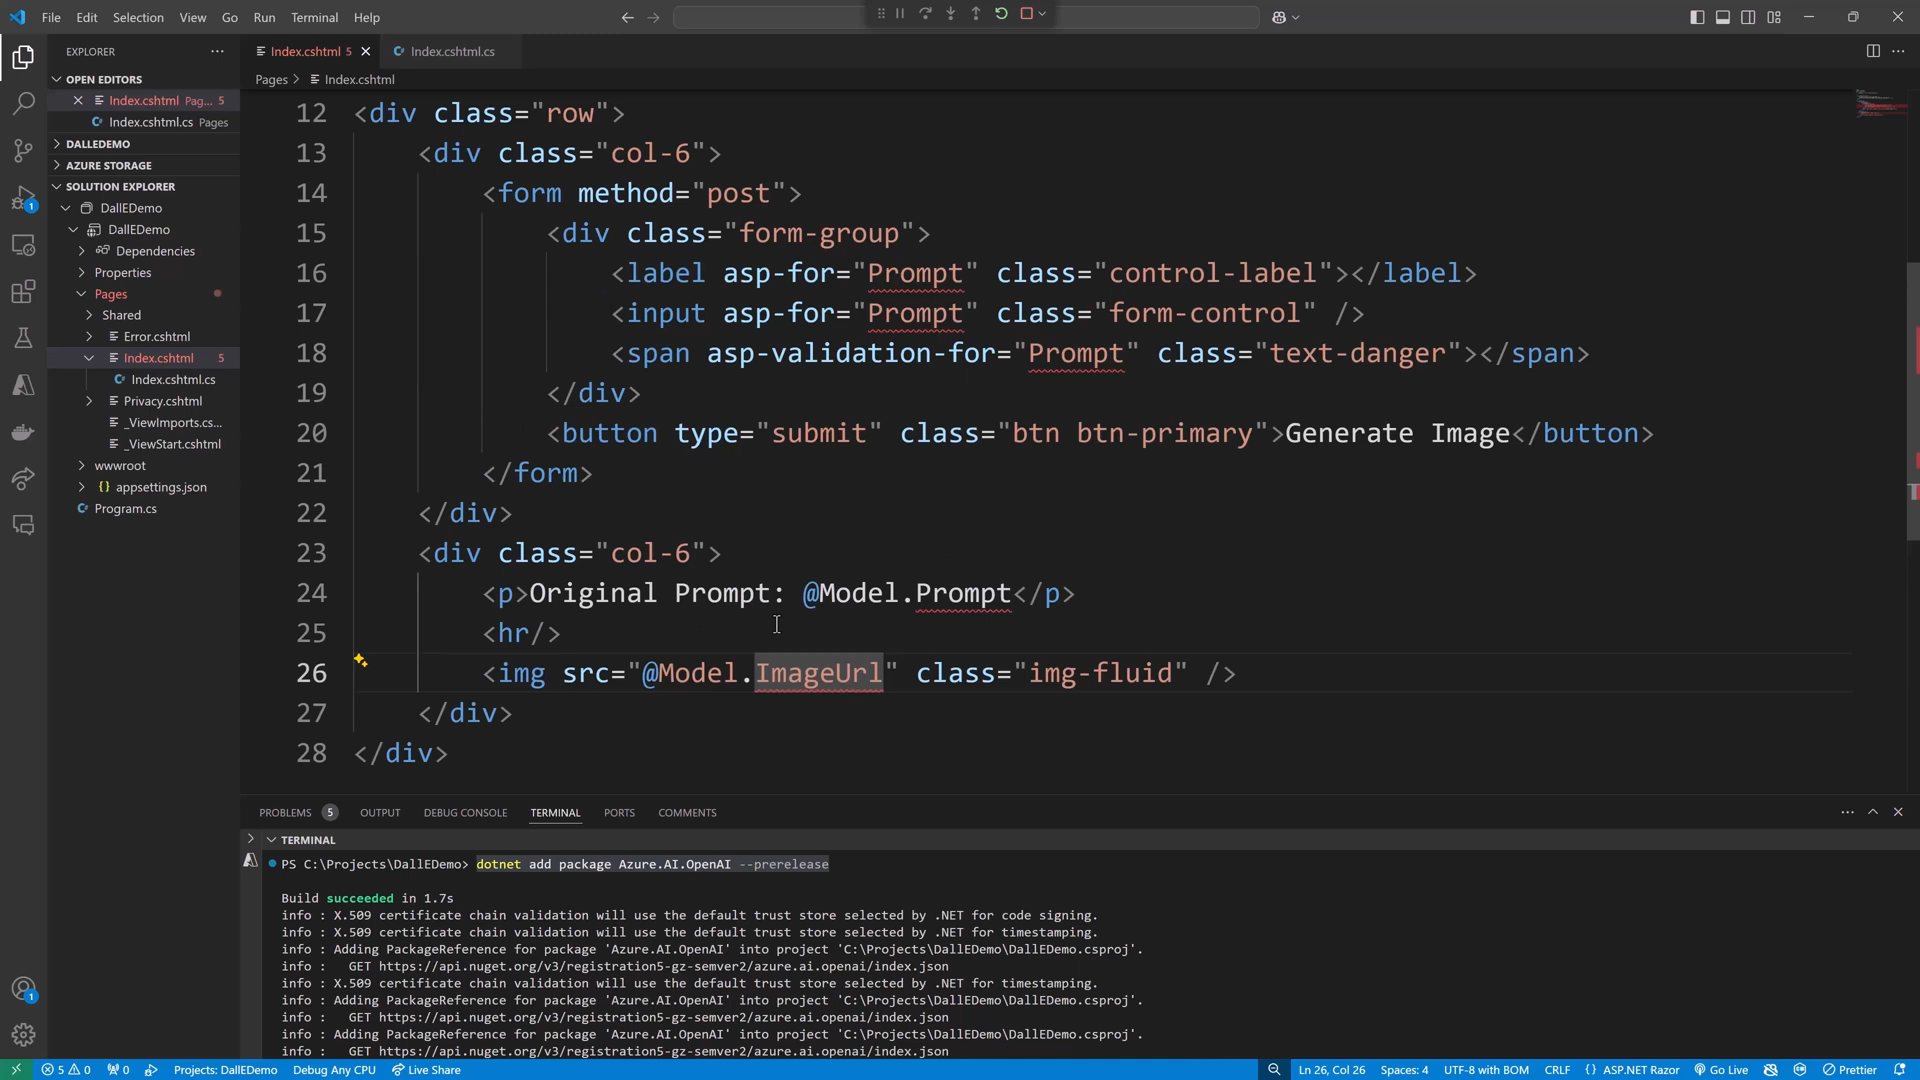 File Edit Selection View Go Run Terminal Help
EXPLORER
OPEN EDITORS
Index.cshtml Pag... 5
Index.cshtml.cs Pages
DALLEDEMO
AZURE STORAGE
SOLUTION EXPLORER
DallEDemo
DallEDemo
Dependencies
Properties
Pages
Shared
Error.cshtml
Index.cshtml 5
Index.cshtml.cs
Privacy.cshtml
_ViewImports.cs...
_ViewStart.cshtml
wwwroot
{} appsettings.json
Program.cs
1
1
Index.cshtml 5
Index.cshtml.cs
Pages > Index.cshtml
12 <div class="row">
13 <div class="col-6">
14 <form method="post">
15 <div class="form-group">
16 <label asp-for="Prompt" class="control-label"></label>
17 <input asp-for="Prompt" class="form-control" />
18 <span asp-validation-for="Prompt" class="text-danger"></span>
19 </div>
20 <button type="submit" class="btn btn-primary">Generate Image</button>
21 </form>
22 </div>
23 <div class="col-6">
24 <p>Original Prompt: @Model.Prompt</p>
25 <hr/>
26 <img src="@Model.ImageUrl" class="img-fluid" />
27 </div>
28 </div>
PROBLEMS 5 OUTPUT DEBUG CONSOLE TERMINAL PORTS COMMENTS
TERMINAL
PS C:\Projects\DallEDemo> dotnet add package Azure.AI.OpenAI --prerelease
Build succeeded in 1.7s
info : X.509 certificate chain validation will use the default trust store selected by .NET for code signing.
info : X.509 certificate chain validation will use the default trust store selected by .NET for timestamping.
info : Adding PackageReference for package 'Azure.AI.OpenAI' into project 'C:\Projects\DallEDemo\DallEDemo.csproj'.
info :   GET https://api.nuget.org/v3/registration5-gz-semver2/azure.ai.openai/index.json
info : X.509 certificate chain validation will use the default trust store selected by .NET for timestamping.
info : Adding PackageReference for package 'Azure.AI.OpenAI' into project 'C:\Projects\DallEDemo\DallEDemo.csproj'.
info :   GET https://api.nuget.org/v3/registration5-gz-semver2/azure.ai.openai/index.json
info : Adding PackageReference for package 'Azure.AI.OpenAI' into project 'C:\Projects\DallEDemo\DallEDemo.csproj'.
info :   GET https://api.nuget.org/v3/registration5-gz-semver2/azure.ai.openai/index.json
5 0 0 Projects: DallEDemo Debug Any CPU Live Share Ln 26, Col 26 Spaces: 4 UTF-8 with BOM CRLF {} ASP.NET Razor Go Live Prettier